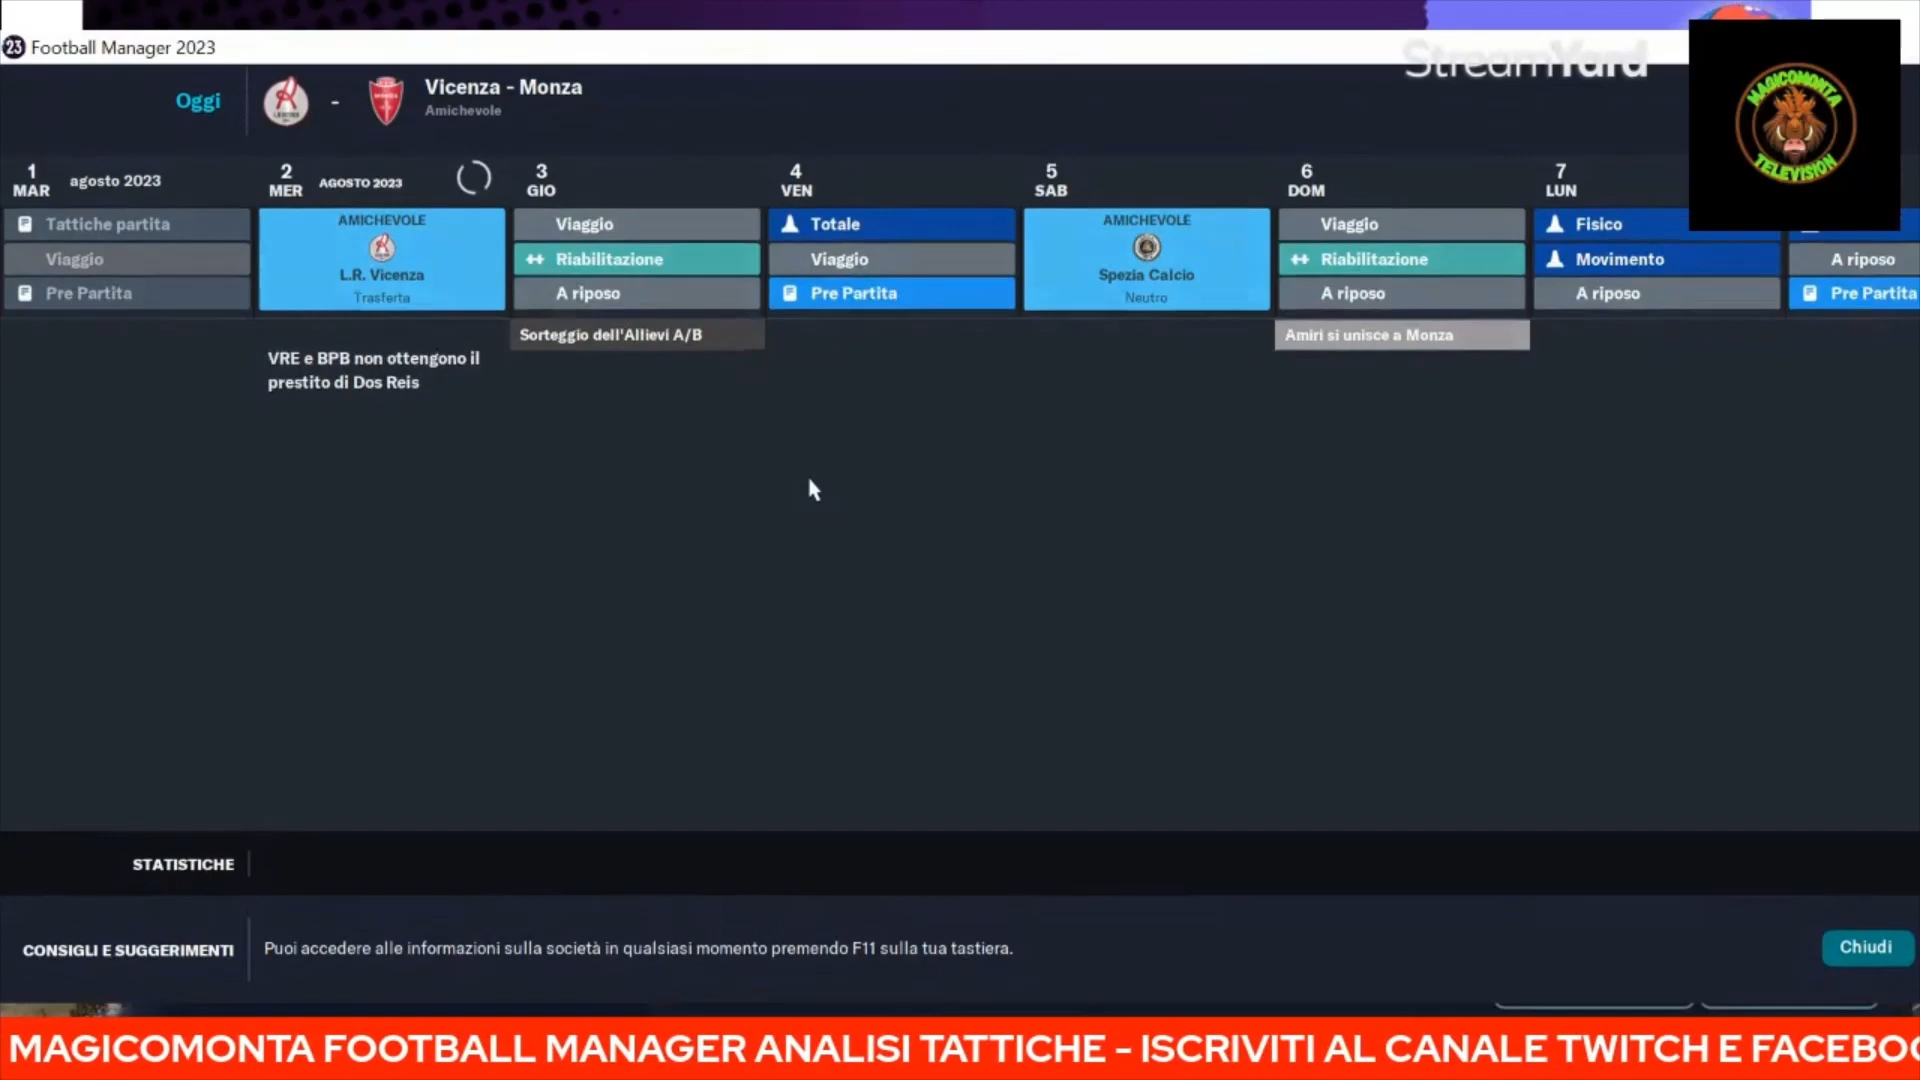 23 Football Manager 2023
StreamYard
MAGICOMONTA
TELEVISION
Oggi
-
Vicenza - Monza
Amichevole
1
MAR
agosto 2023
2
MER
AGOSTO 2023
3
GIO
4
VEN
5
SAB
6
DOM
7
LUN
Tattiche partita
Viaggio
Pre Partita
AMICHEVOLE
L.R. Vicenza
Trasferta
Viaggio
Riabilitazione
A riposo
Totale
Viaggio
Pre Partita
AMICHEVOLE
Spezia Calcio
Neutro
Viaggio
Riabilitazione
A riposo
Fisico
Movimento
A riposo
A riposo
Pre Partita
VRE e BPB non ottengono il
prestito di Dos Reis
Sorteggio dell'Allievi A/B
Amiri si unisce a Monza
STATISTICHE
CONSIGLI E SUGGERIMENTI
Puoi accedere alle informazioni sulla società in qualsiasi momento premendo F11 sulla tua tastiera.
Chiudi
MAGICOMONTA FOOTBALL MANAGER ANALISI TATTICHE - ISCRIVITI AL CANALE TWITCH E FACEBOO